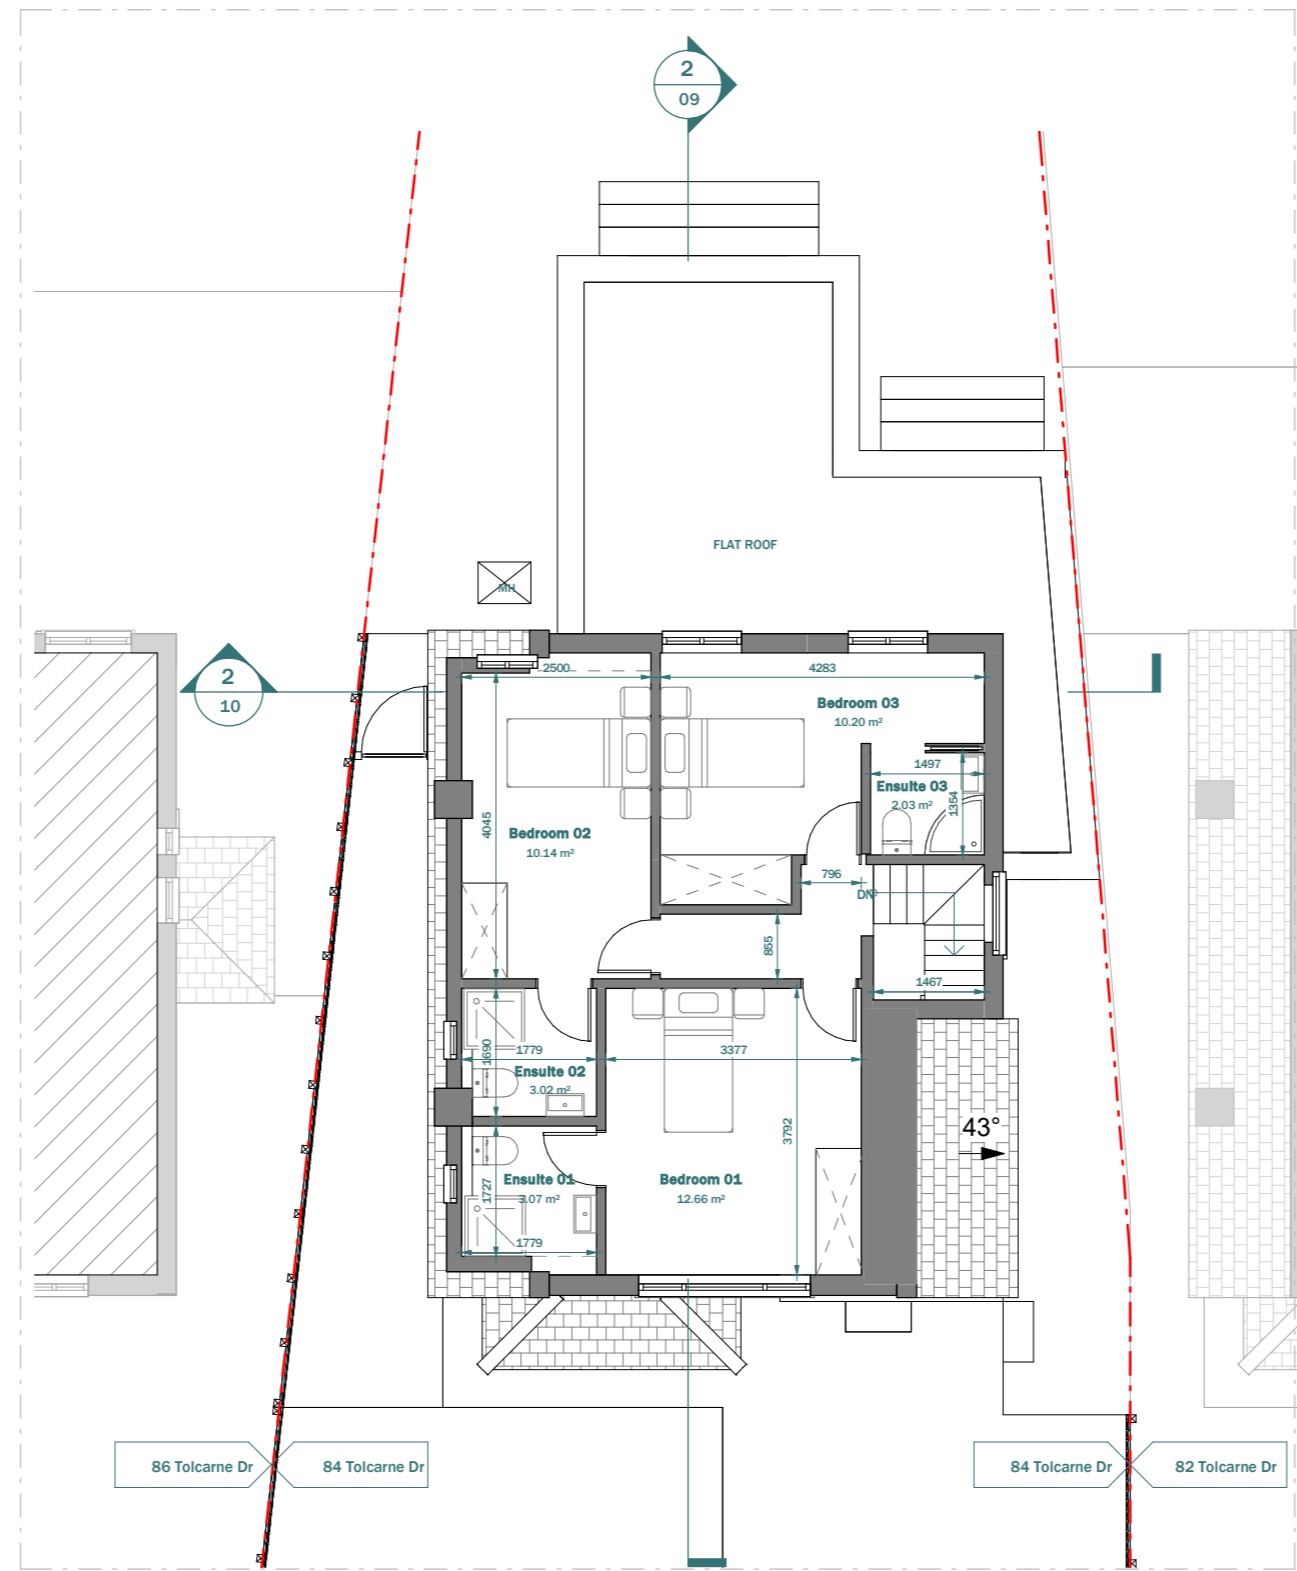 2
09
FLAT ROOF
MH
2500
4283
2
10
Bedroom 03
10.20 m²
1497
Ensuite 03
2.03 m²
1354
4045
Bedroom 02
10.14 m²
796
DN
855
1467
1690
1779
3377
Ensuite 02
3.02 m²
43°
3792
Ensuite 01
3.07 m²
1727
Bedroom 01
12.66 m²
1779
86 Tolcarne Dr
84 Tolcarne Dr
84 Tolcarne Dr
82 Tolcarne Dr